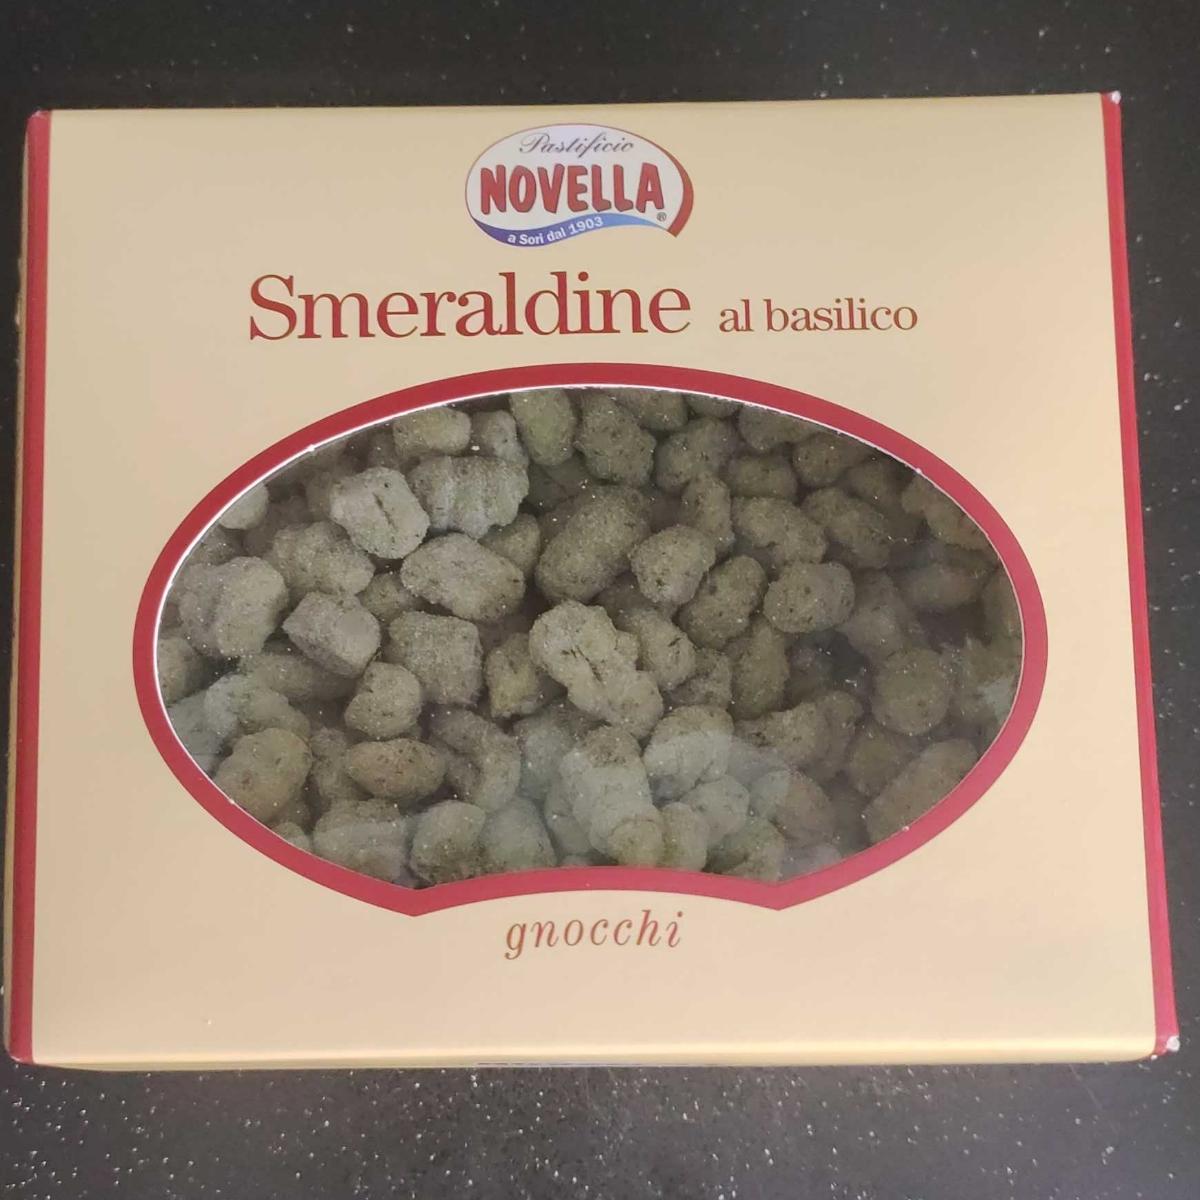 Pastificio
NOVELLA®
a Sori dal 1903
Smeraldine al basilico
gnocchi